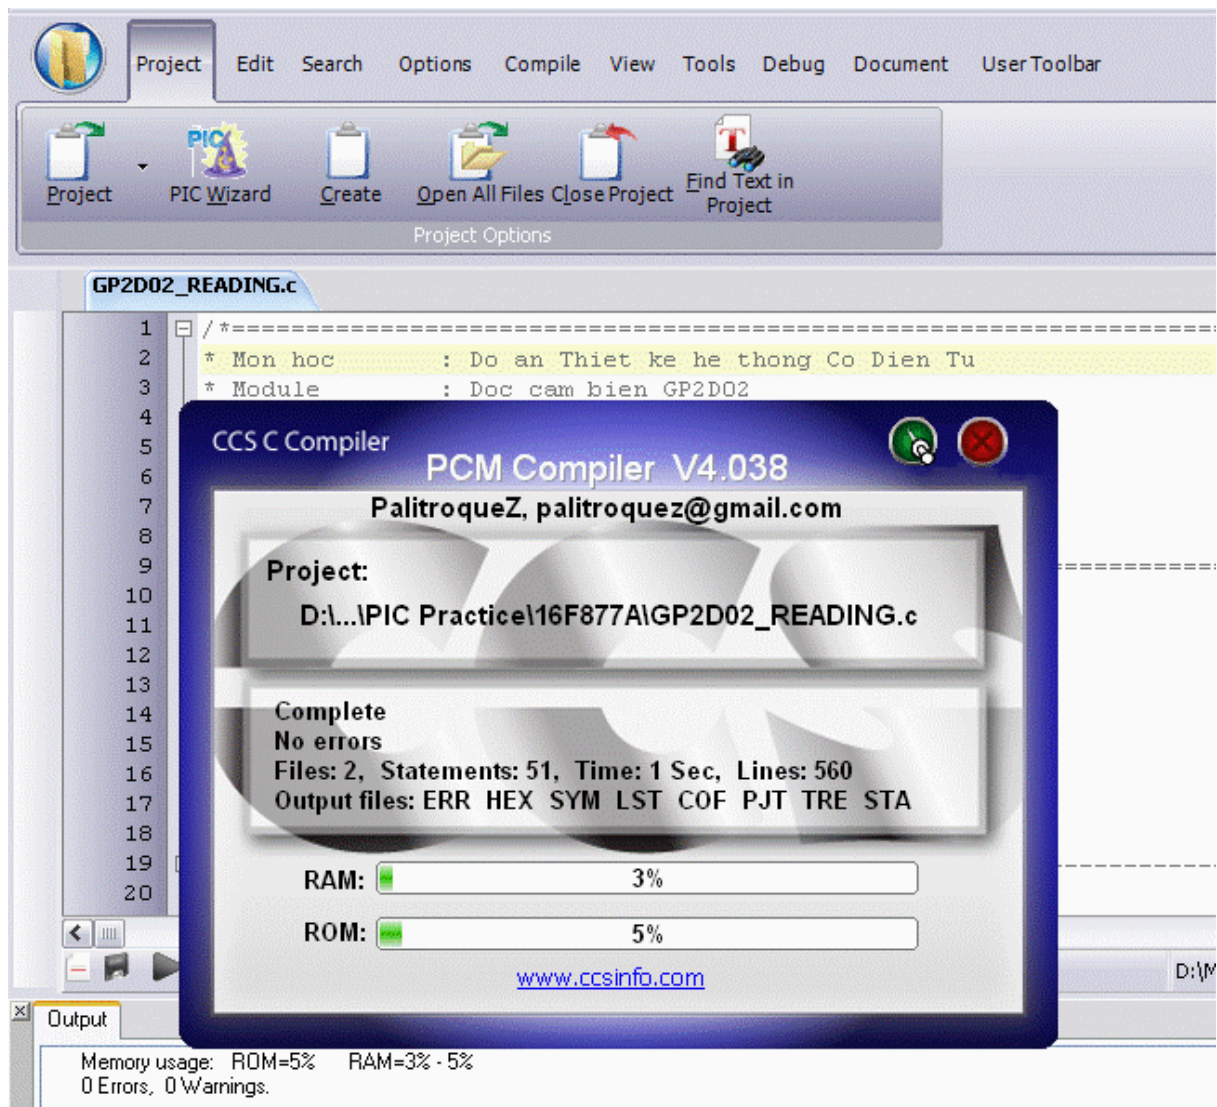 Project Edit Search Options Compile View Tools Debug Document User Toolbar
PIC
T
Project PIC Wizard Create Open All Files Close Project Find Text in
Project
Project Options
GP2D02_READING.c
1 /*==================================================================
2 * Mon hoc : Do an Thiet ke he thong Co Dien Tu
3 * Module : Doc cam bien GP2D02
4
5
6
7
8
9
10
11
12
13
14
15
16
17
18
19
20
CCS C Compiler
PCM Compiler V4.038
PalitroqueZ, palitroquez@gmail.com
Project:
D:\...\PIC Practice\16F877A\GP2D02_READING.c
Complete
No errors
Files: 2, Statements: 51, Time: 1 Sec, Lines: 560
Output files: ERR HEX SYM LST COF PJT TRE STA
RAM: 3%
ROM: 5%
www.ccsinfo.com
D:\M
Output
Memory usage: ROM=5% RAM=3% - 5%
0 Errors, 0 Warnings.